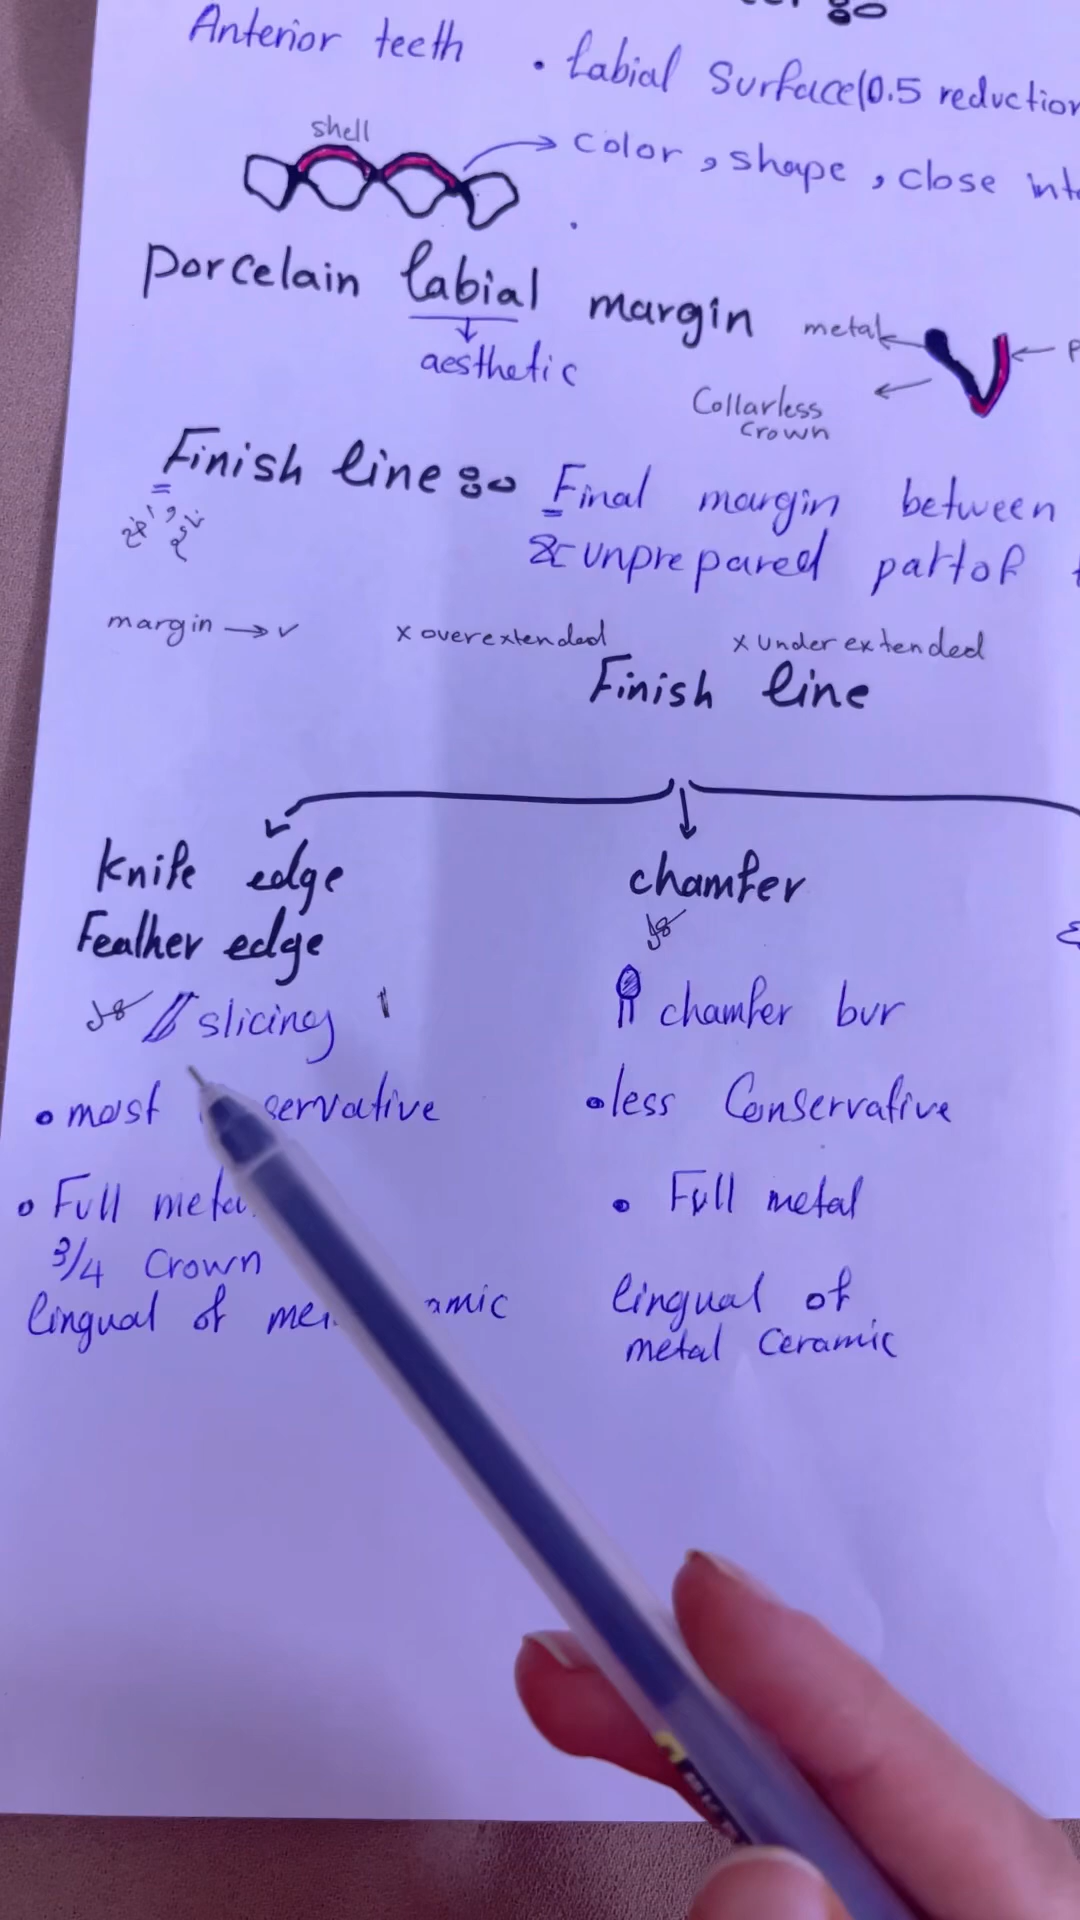 Anterior teeth • labial Surface(0.5 reduction
shell
color, shape, close
porcelain labial margin
metal
aesthetic
Collarless
crown
Finish line Final margin between
& unprepared part of
margin → ✓ x overextended x under extended
Finish line
Knife edge
Feather edge
slicing
• most
• Full
3/4 Crown
lingual of
chamfer
chamfer bur
• less Conservative
• Full metal
lingual of
metal Ceramic